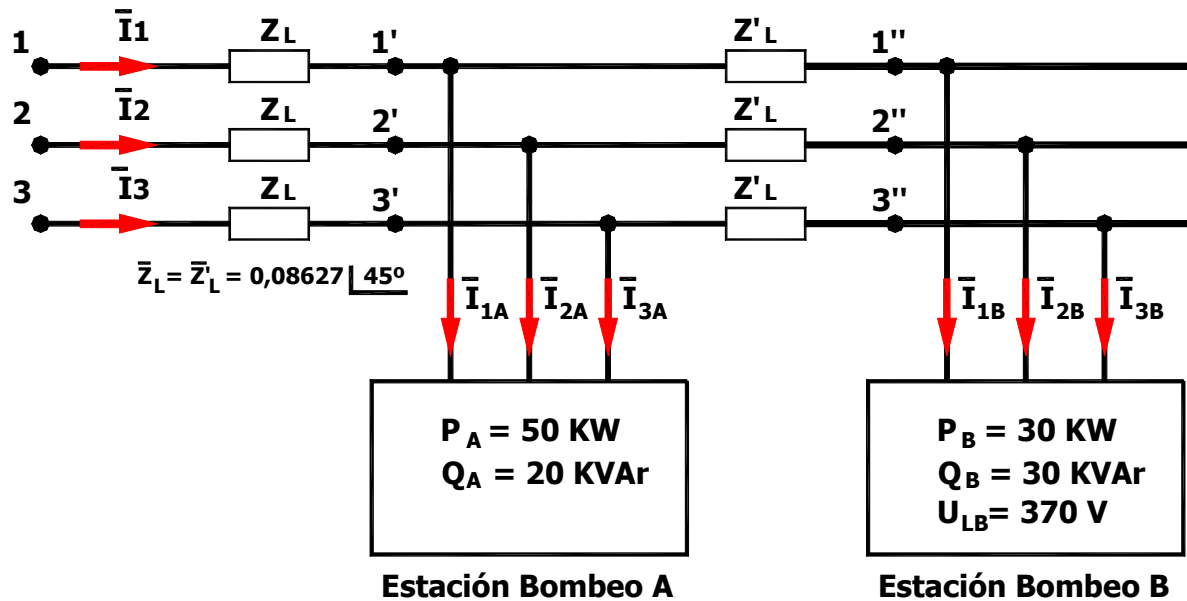 1 Ī1 ZL 1' Z'L 1''
2 Ī2 ZL 2' Z'L 2''
3 Ī3 ZL 3' Z'L 3''
Z̄L = Z̄'L = 0,08627 45º
Ī1A Ī2A Ī3A Ī1B Ī2B Ī3B
PA = 50 KW
QA = 20 KVAr
PB = 30 KW
QB = 30 KVAr
ULB= 370 V
Estación Bombeo A
Estación Bombeo B